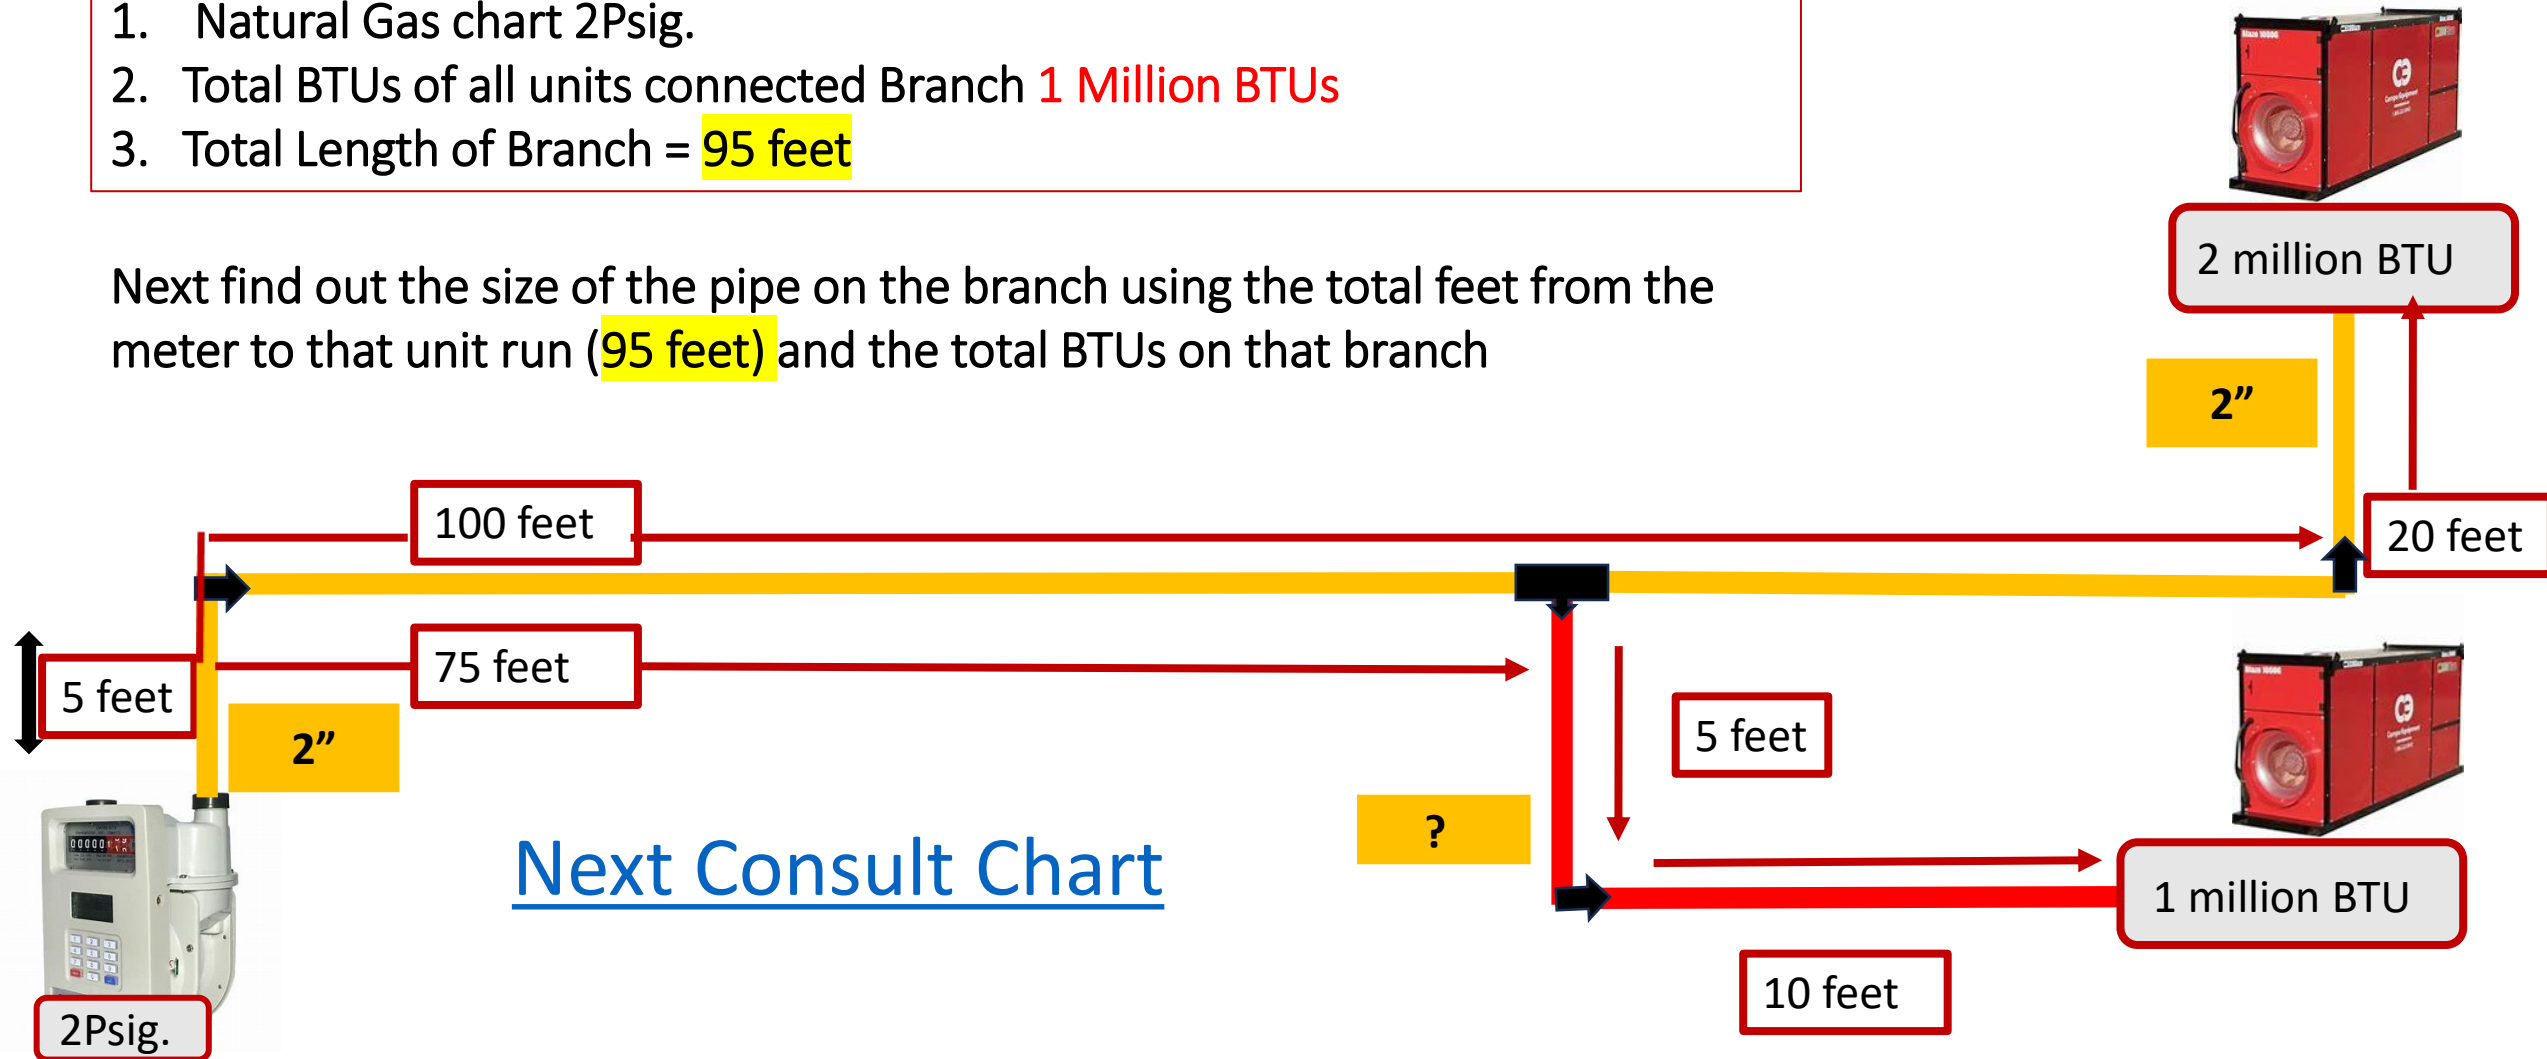 1. Natural Gas chart 2Psig.
2. Total BTUs of all units connected Branch 1 Million BTUs
3. Total Length of Branch = 95 feet
Next find out the size of the pipe on the branch using the total feet from the
meter to that unit run (95 feet) and the total BTUs on that branch
2 million BTU
2”
100 feet
20 feet
75 feet
5 feet
2”
5 feet
?
Next Consult Chart
1 million BTU
10 feet
2Psig.